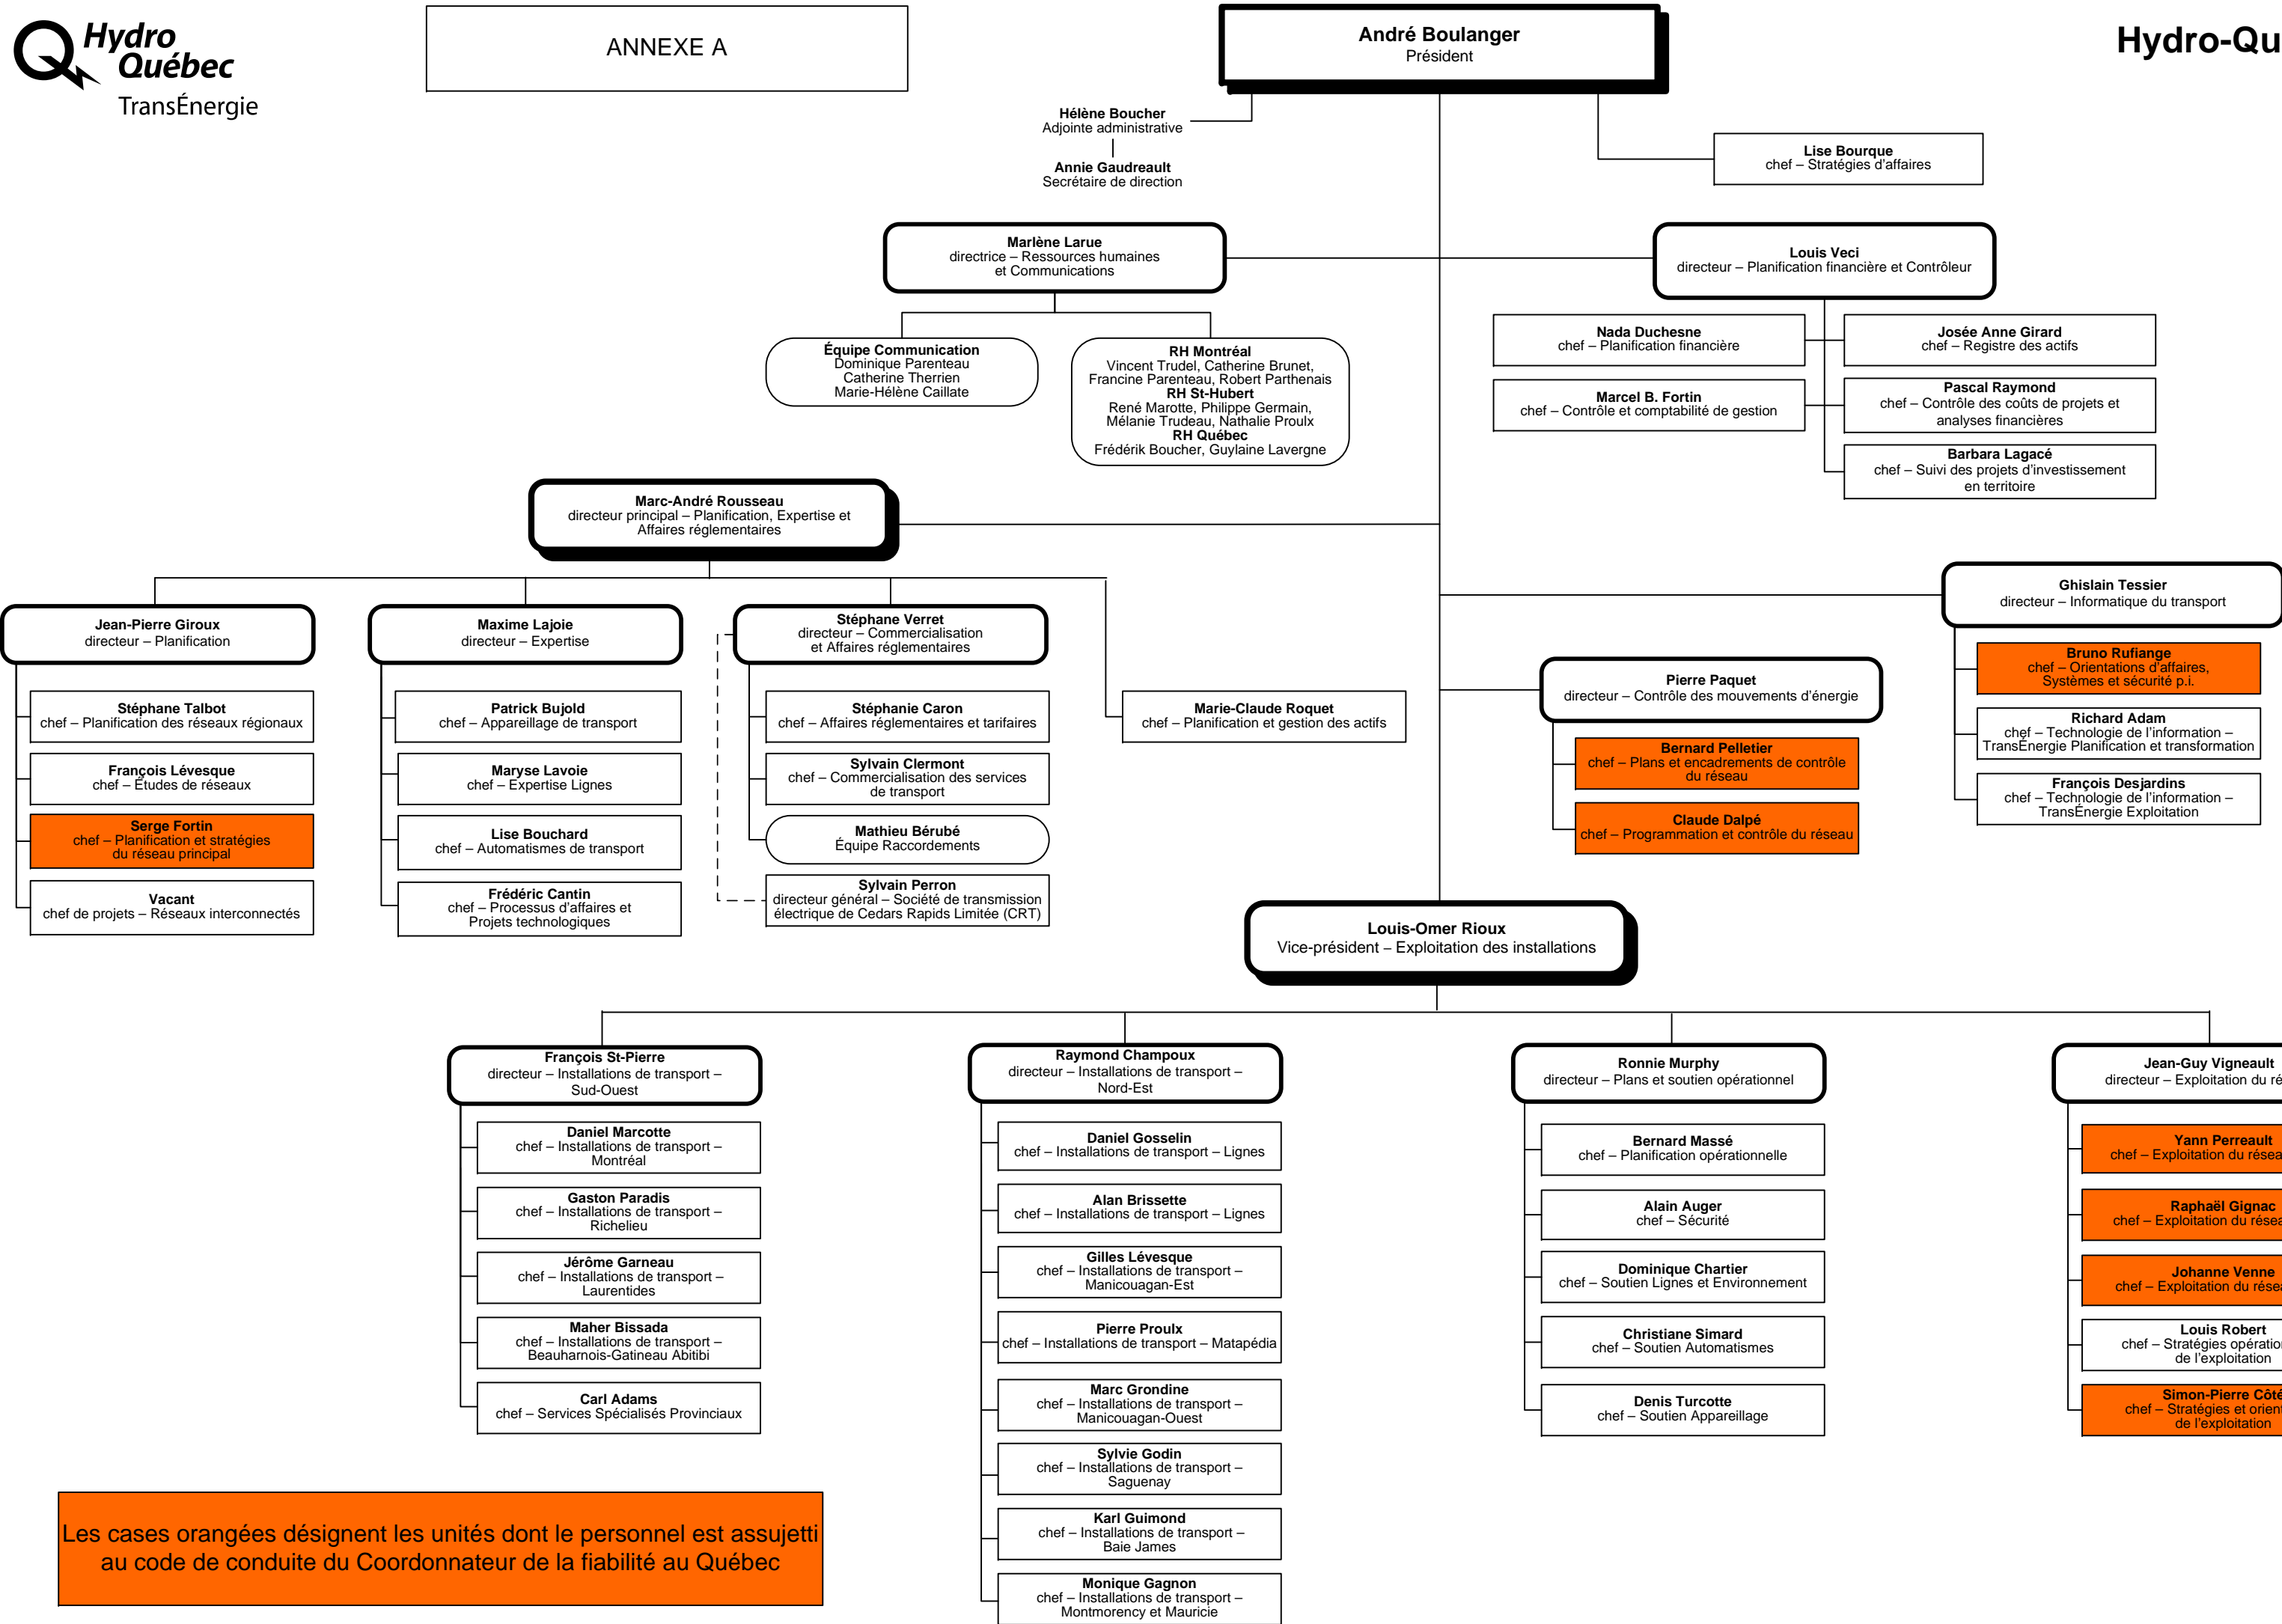 Hydro
Québec
TransÉnergie
ANNEXE A
André Boulanger
Président
Hydro-Qu
Hélène Boucher
Adjointe administrative
Annie Gaudreault
Secrétaire de direction
Lise Bourque
chef – Stratégies d'affaires
Marlène Larue
directrice – Ressources humaines
et Communications
Louis Veci
directeur – Planification financière et Contrôleur
Équipe Communication
Dominique Parenteau
Catherine Therrien
Marie-Hélène Caillate
RH Montréal
Vincent Trudel, Catherine Brunet,
Francine Parenteau, Robert Parthenais
RH St-Hubert
René Marotte, Philippe Germain,
Mélanie Trudeau, Nathalie Proulx
RH Québec
Frédérik Boucher, Guylaine Lavergne
Nada Duchesne
chef – Planification financière
Josée Anne Girard
chef – Registre des actifs
Marcel B. Fortin
chef – Contrôle et comptabilité de gestion
Pascal Raymond
chef – Contrôle des coûts de projets et
analyses financières
Barbara Lagacé
chef – Suivi des projets d'investissement
en territoire
Marc-André Rousseau
directeur principal – Planification, Expertise et
Affaires réglementaires
Jean-Pierre Giroux
directeur – Planification
Stéphane Talbot
chef – Planification des réseaux régionaux
François Lévesque
chef – Études de réseaux
Serge Fortin
chef – Planification et stratégies
du réseau principal
Vacant
chef de projets – Réseaux interconnectés
Maxime Lajoie
directeur – Expertise
Patrick Bujold
chef – Appareillage de transport
Maryse Lavoie
chef – Expertise Lignes
Lise Bouchard
chef – Automatismes de transport
Frédéric Cantin
chef – Processus d'affaires et
Projets technologiques
Stéphane Verret
directeur – Commercialisation
et Affaires réglementaires
Stéphanie Caron
chef – Affaires réglementaires et tarifaires
Sylvain Clermont
chef – Commercialisation des services
de transport
Mathieu Bérubé
Équipe Raccordements
Sylvain Perron
directeur général – Société de transmission
électrique de Cedars Rapids Limitée (CRT)
Marie-Claude Roquet
chef – Planification et gestion des actifs
Ghislain Tessier
directeur – Informatique du transport
Bruno Rufiange
chef – Orientations d'affaires,
Systèmes et sécurité p.i.
Richard Adam
chef – Technologie de l'information –
TransÉnergie Planification et transformation
François Desjardins
chef – Technologie de l'information –
TransÉnergie Exploitation
Pierre Paquet
directeur – Contrôle des mouvements d'énergie
Bernard Pelletier
chef – Plans et encadrements de contrôle
du réseau
Claude Dalpé
chef – Programmation et contrôle du réseau
Louis-Omer Rioux
Vice-président – Exploitation des installations
François St-Pierre
directeur – Installations de transport –
Sud-Ouest
Daniel Marcotte
chef – Installations de transport –
Montréal
Gaston Paradis
chef – Installations de transport –
Richelieu
Jérôme Garneau
chef – Installations de transport –
Laurentides
Maher Bissada
chef – Installations de transport –
Beauharnois-Gatineau Abitibi
Carl Adams
chef – Services Spécialisés Provinciaux
Raymond Champoux
directeur – Installations de transport –
Nord-Est
Daniel Gosselin
chef – Installations de transport – Lignes
Alan Brissette
chef – Installations de transport – Lignes
Gilles Lévesque
chef – Installations de transport –
Manicouagan-Est
Pierre Proulx
chef – Installations de transport – Matapédia
Marc Grondine
chef – Installations de transport –
Manicouagan-Ouest
Sylvie Godin
chef – Installations de transport –
Saguenay
Karl Guimond
chef – Installations de transport –
Baie James
Monique Gagnon
chef – Installations de transport –
Montmorency et Mauricie
Ronnie Murphy
directeur – Plans et soutien opérationnel
Bernard Massé
chef – Planification opérationnelle
Alain Auger
chef – Sécurité
Dominique Chartier
chef – Soutien Lignes et Environnement
Christiane Simard
chef – Soutien Automatismes
Denis Turcotte
chef – Soutien Appareillage
Jean-Guy Vigneault
directeur – Exploitation du ré
Yann Perreault
chef – Exploitation du résea
Raphaël Gignac
chef – Exploitation du résea
Johanne Venne
chef – Exploitation du résea
Louis Robert
chef – Stratégies opération
de l'exploitation
Simon-Pierre Côté
chef – Stratégies et orient
de l'exploitation
Les cases orangées désignent les unités dont le personnel est assujetti
au code de conduite du Coordonnateur de la fiabilité au Québec